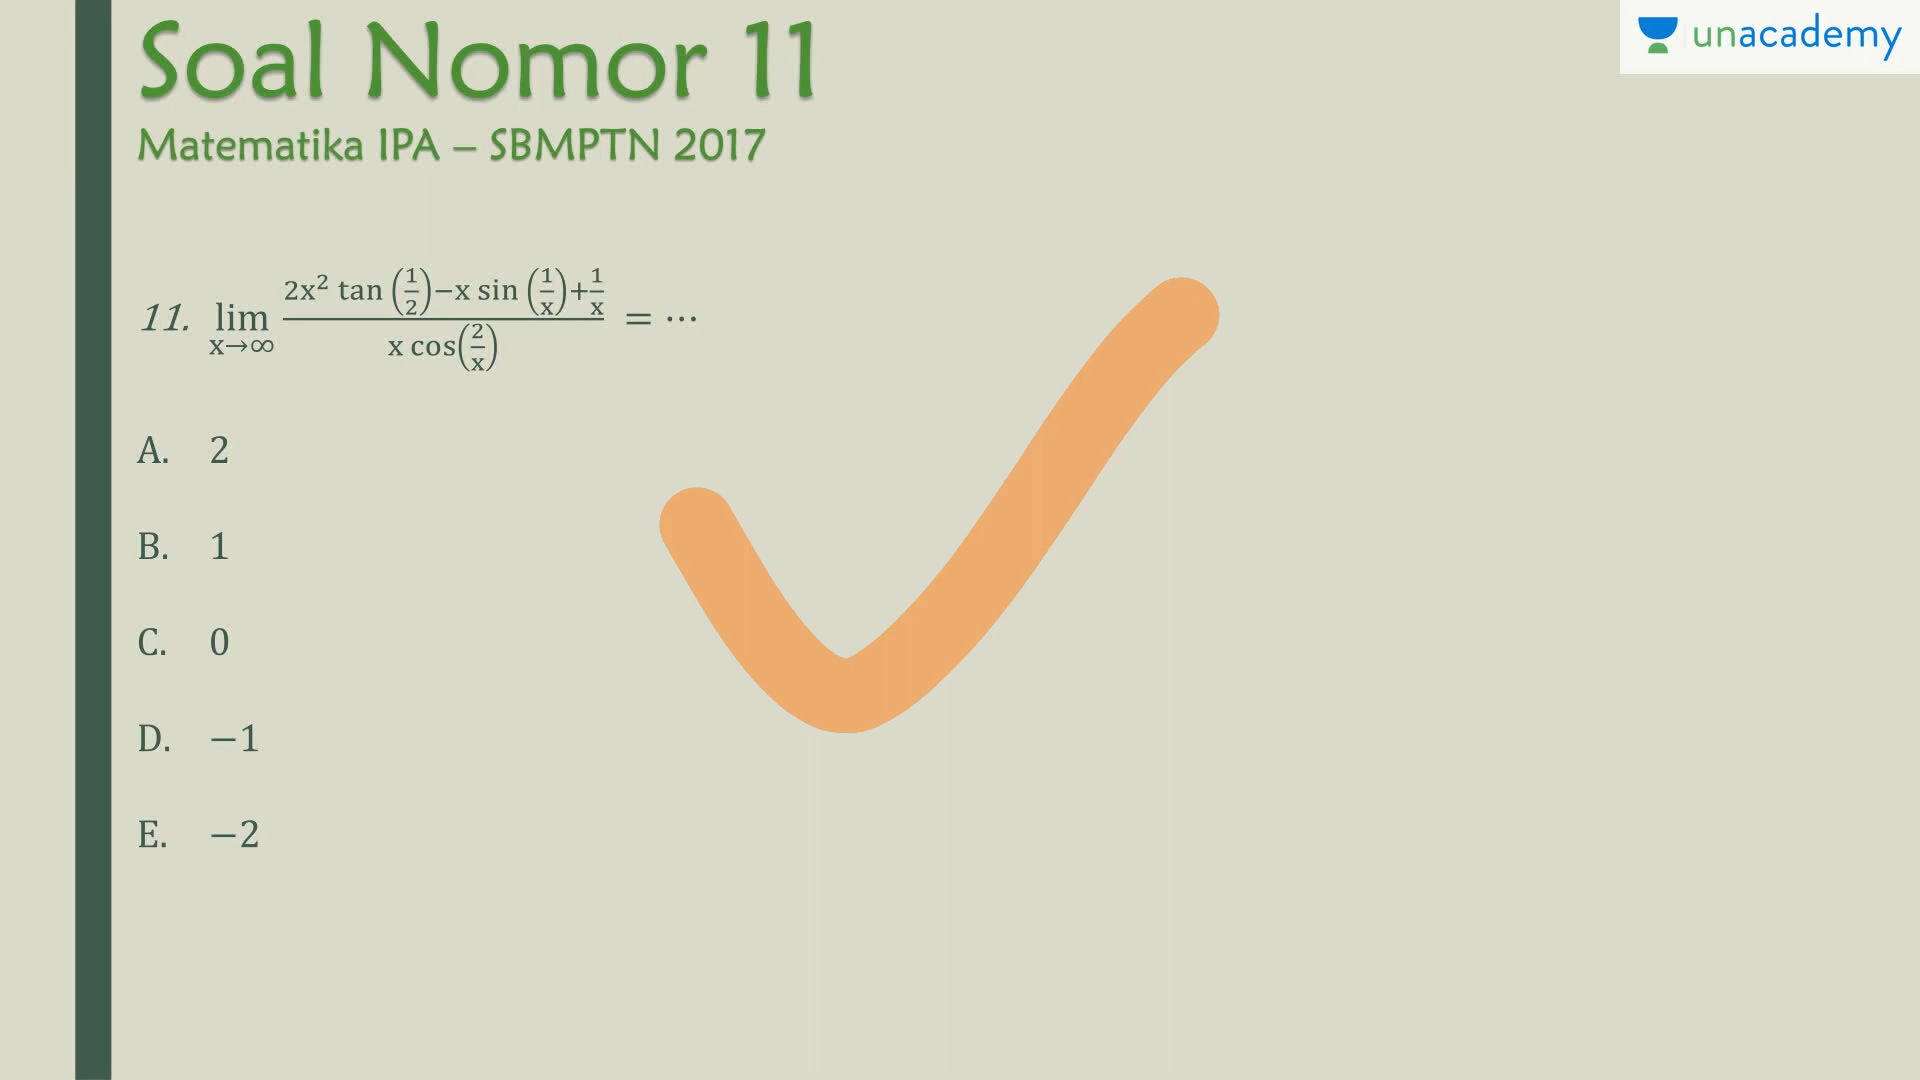 Soal Nomor 11
unacademy
Matematika IPA – SBMPTN 2017
11. lim x→∞ (2x² tan (1/2) − x sin (1/x) + 1/x) / (x cos(2/x)) = ⋯
A. 2
B. 1
C. 0
D. −1
E. −2